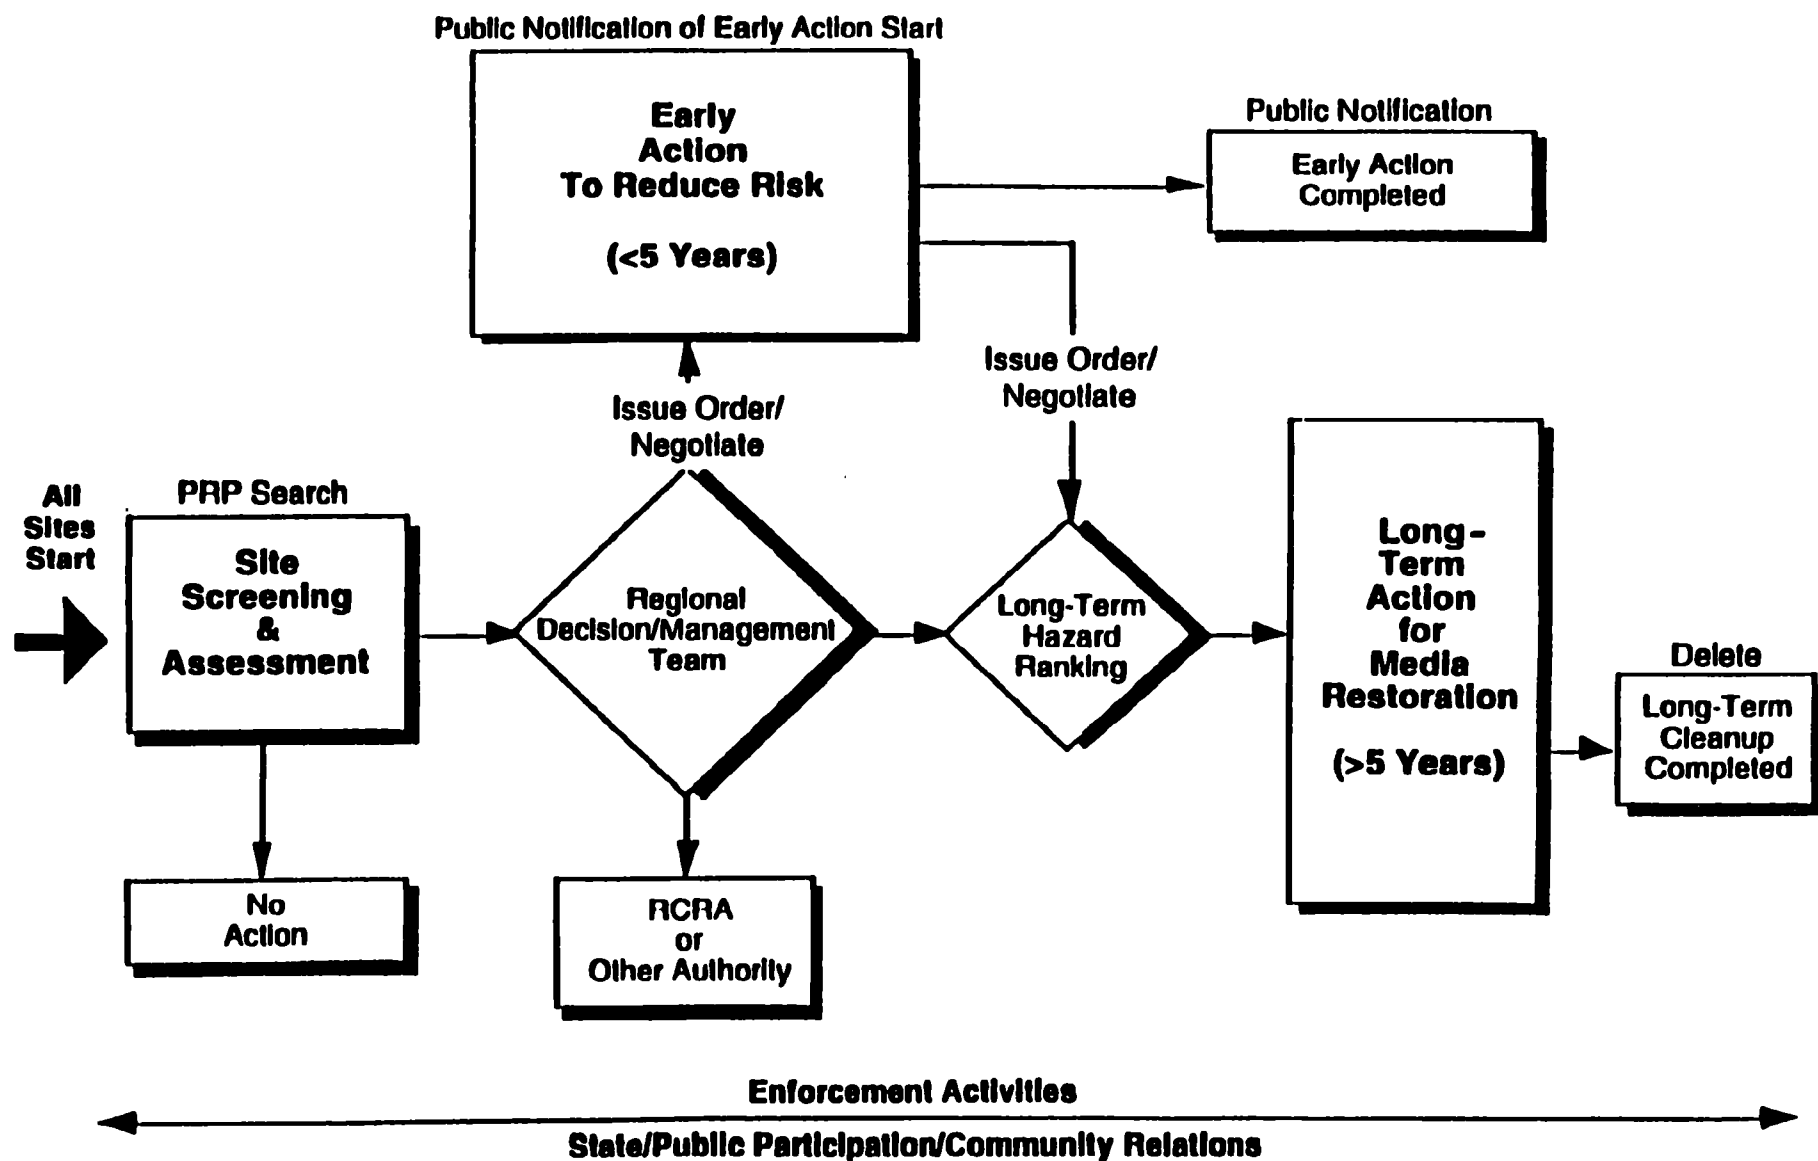 Public Notification of Early Action Start
Early
Action
To Reduce Risk
(<5 Years)
Public Notification
Early Action
Completed
Issue Order/
Negotiate
Issue Order/
Negotiate
All
Sites
Start
PRP Search
Site
Screening
&
Assessment
Regional
Decision/Management
Team
Long-Term
Hazard
Ranking
Long-
Term
Action
for
Media
Restoration
(>5 Years)
Delete
Long-Term
Cleanup
Completed
No
Action
RCRA
or
Other Authority
Enforcement Activities
State/Public Participation/Community Relations